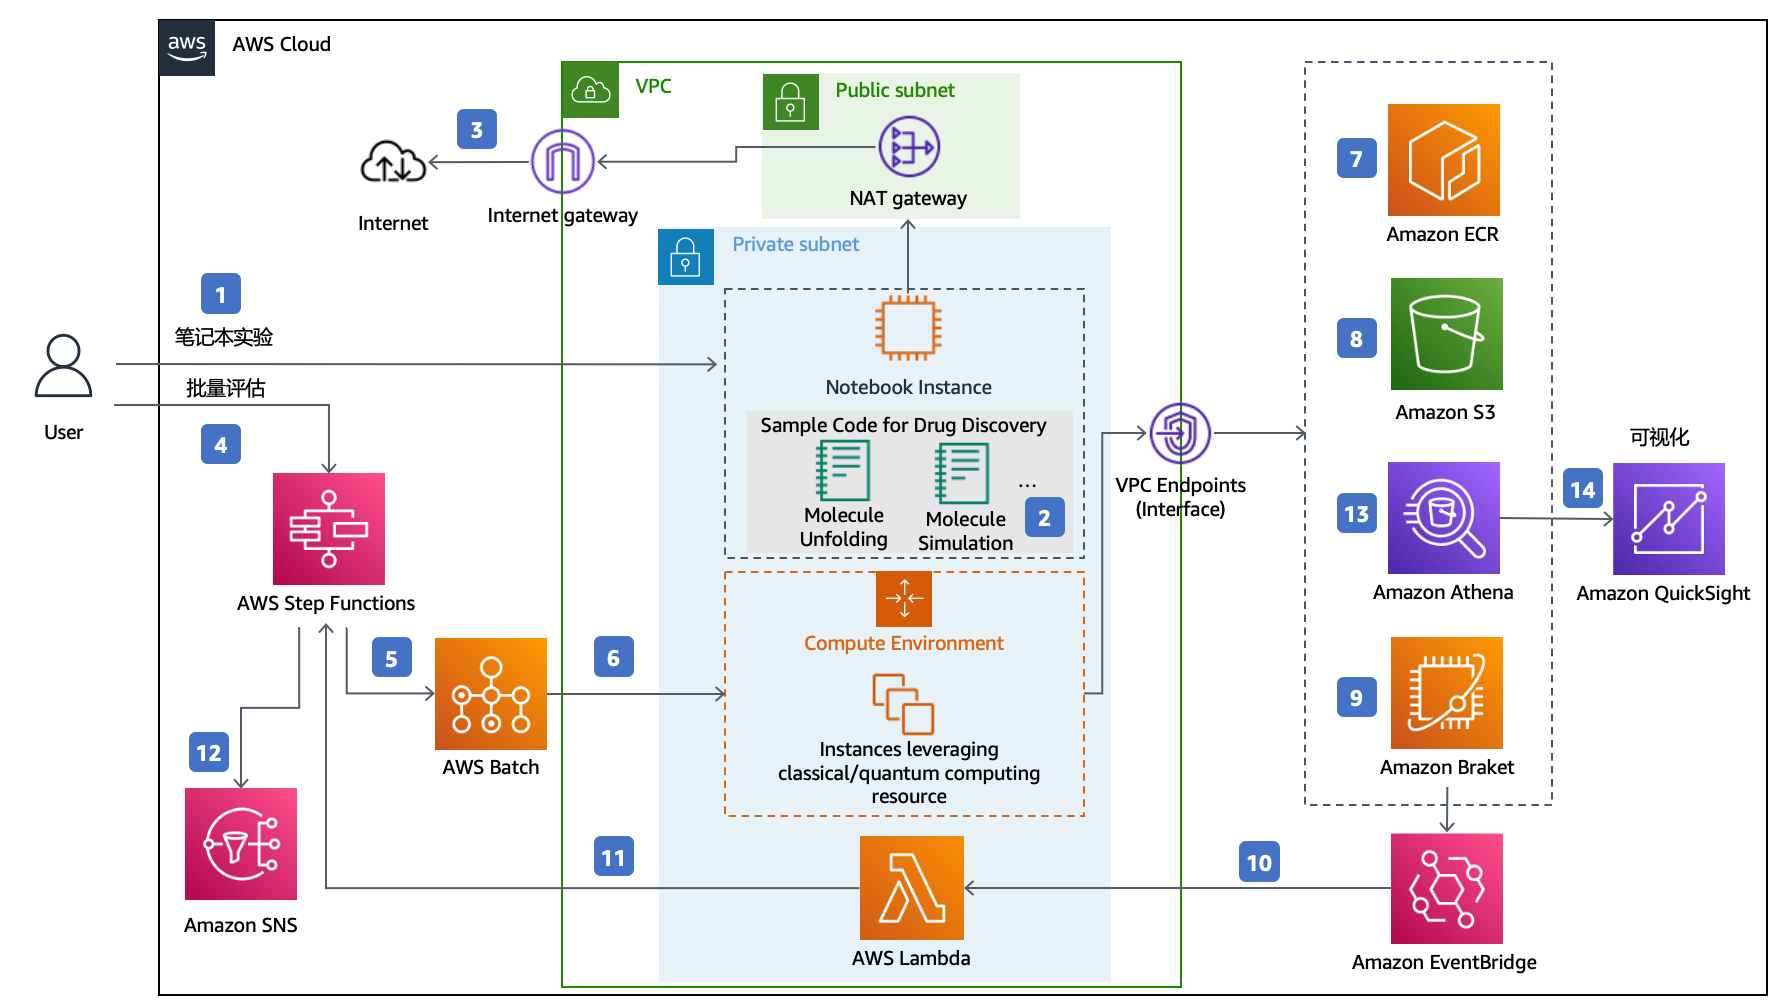 aws
AWS Cloud
VPC
Public subnet
3
7
NAT gateway
Internet
Internet gateway
Amazon ECR
Private subnet
1
笔记本实验
8
批量评估
Notebook Instance
User
4
Sample Code for Drug Discovery
Amazon S3
可视化
...
VPC Endpoints
(Interface)
14
2
13
Molecule
Unfolding
Molecule
Simulation
AWS Step Functions
Amazon Athena
Amazon QuickSight
5
6
Compute Environment
9
12
Instances leveraging
classical/quantum computing
resource
AWS Batch
Amazon Braket
11
10
Amazon SNS
AWS Lambda
Amazon EventBridge